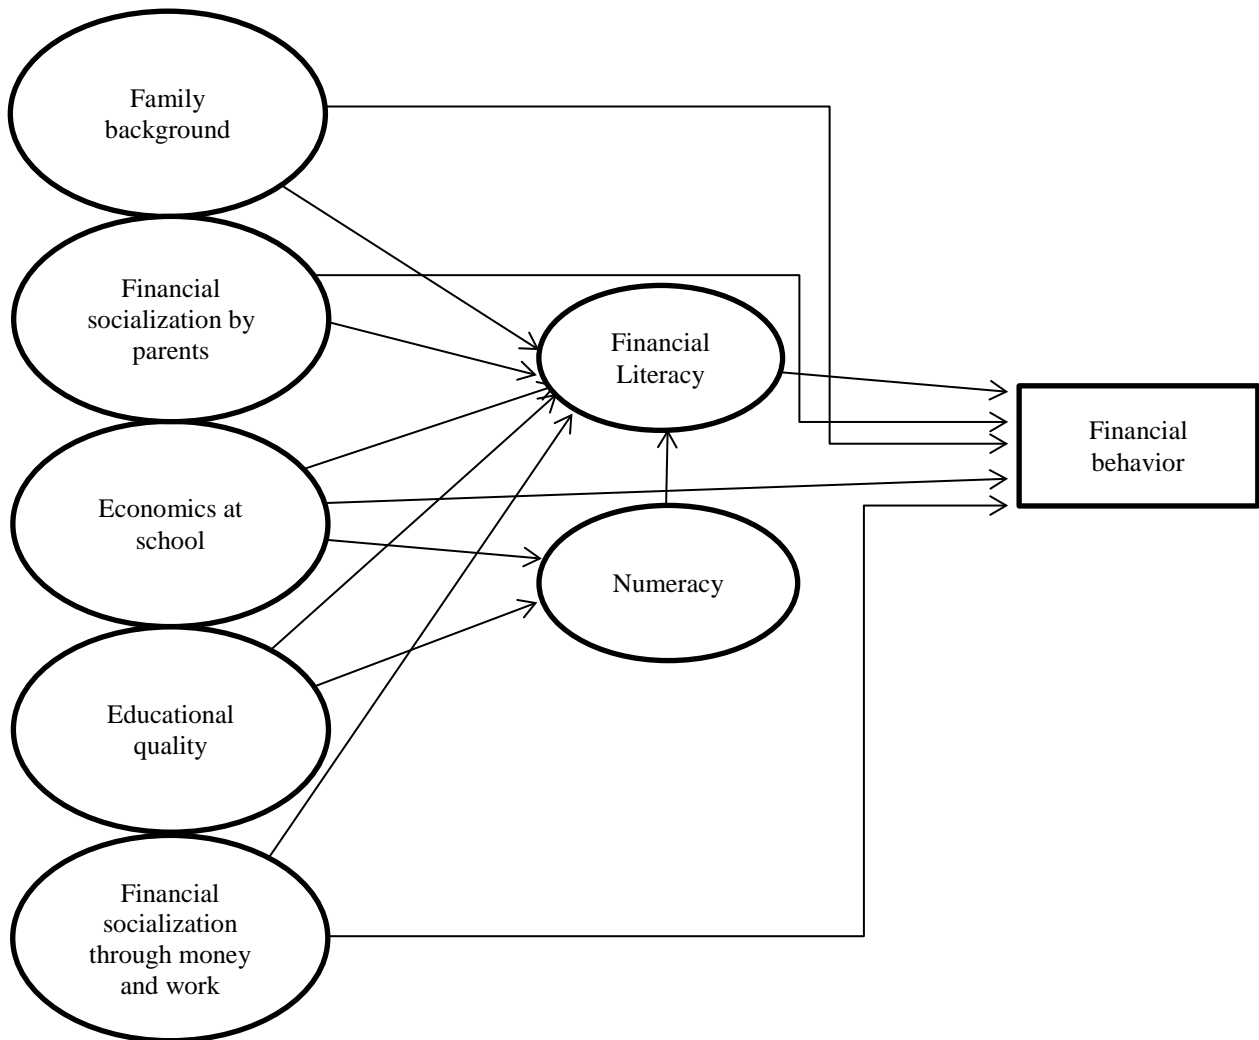 Family
background
Financial
socialization by
parents
Financial
Literacy
Financial
behavior
Economics at
school
Numeracy
Educational
quality
Financial
socialization
through money
and work